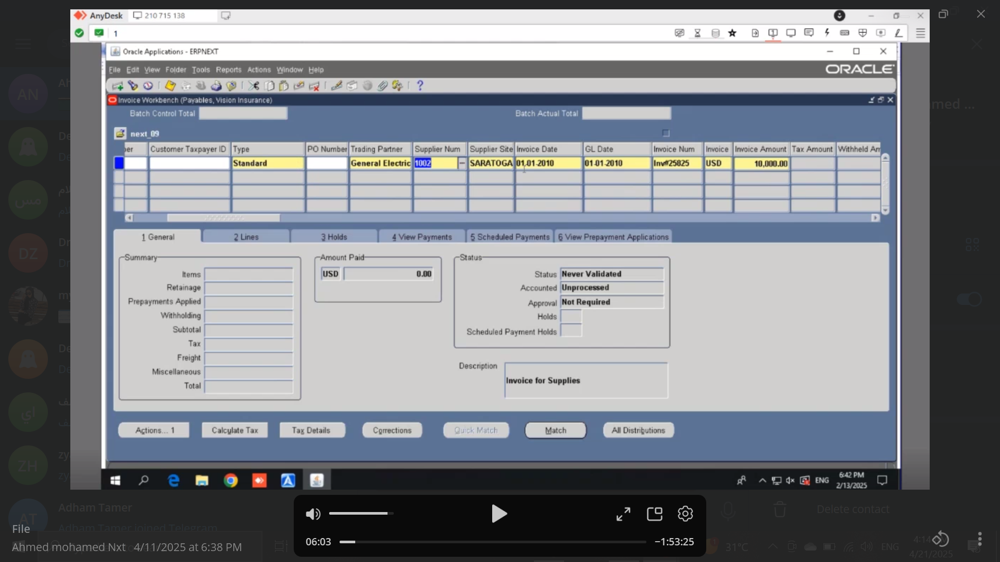 AnyDesk 210 715 138
1
Oracle Applications - ERPNEXT
File Edit View Folder Tools Reports Actions Window Help
ORACLE
Invoice Workbench (Payables, Vision Insurance)
Batch Control Total Batch Actual Total
next_09
Customer Taxpayer ID Type PO Number Trading Partner Supplier Num Supplier Site Invoice Date GL Date Invoice Num Invoice Invoice Amount Tax Amount Withheld Am
Standard General Electric 1002 SARATOGA 01-01-2010 01-01-2010 Inv#25825 USD 10,000.00
1 General 2 Lines 3 Holds 4 View Payments 5 Scheduled Payments 6 View Prepayment Applications
Summary Amount Paid Status
Items USD 0.00 Status Never Validated
Retainage Accounted Unprocessed
Prepayments Applied Approval Not Required
Withholding Holds
Subtotal Scheduled Payment Holds
Tax
Freight
Miscellaneous Description
Total Invoice for Supplies
Actions... 1 Calculate Tax Tax Details Corrections Quick Match Match All Distributions
ENG 6:42 PM
2/13/2025
AN
مس
DZ
اي
ZH
AT
med ...
Adham Tamer
Adham Tamer joined Telegram
Delete contact
File
Ahmed mohamed Nxt 4/11/2025 at 6:38 PM
06:03 −1:53:25
31°C ENG
4/21/2025